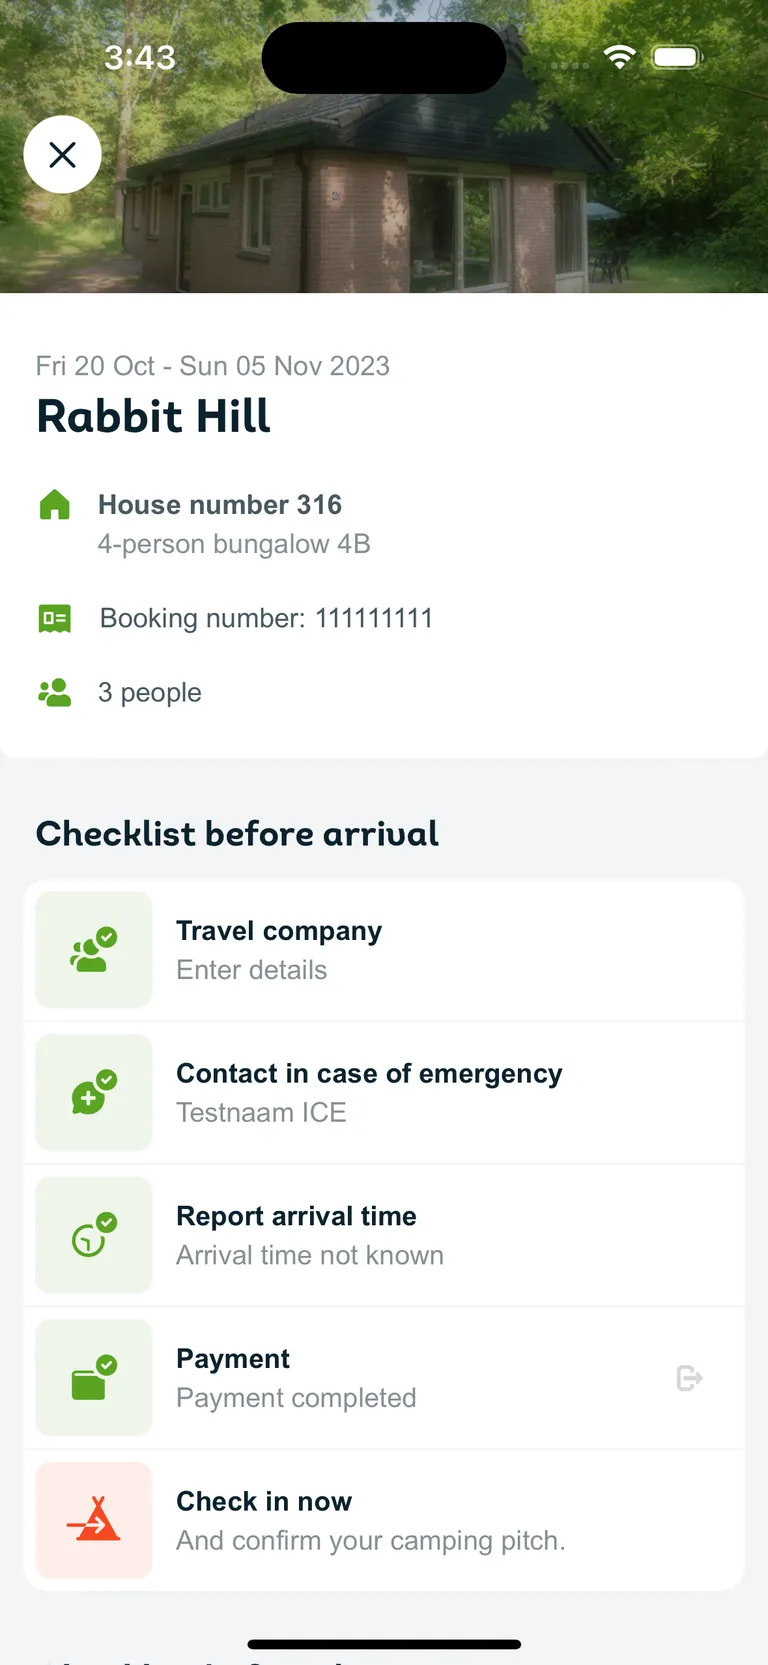 3:43
Fri 20 Oct - Sun 05 Nov 2023
Rabbit Hill
House number 316
4-person bungalow 4B
Booking number: 111111111
3 people
Checklist before arrival
Travel company
Enter details
Contact in case of emergency
Testnaam ICE
Report arrival time
Arrival time not known
Payment
Payment completed
Check in now
And confirm your camping pitch.